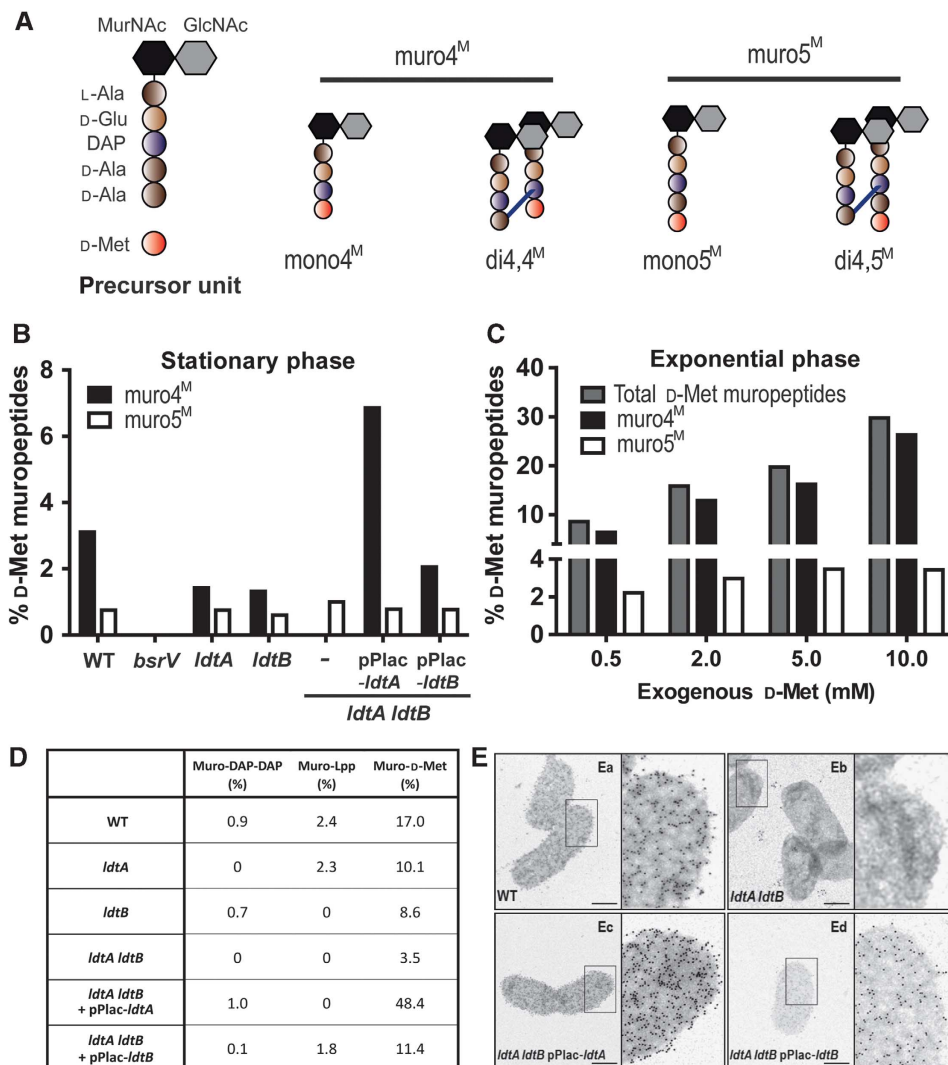 A
MurNAc GlcNAc
L-Ala
D-Glu
DAP
D-Ala
D-Ala
D-Met
Precursor unit
muro4M
mono4M
di4,4M
muro5M
mono5M
di4,5M
B
Stationary phase
muro4M
muro5M
% D-Met muropeptides
8
6
4
2
0
WT
bsrV
ldtA
ldtB
-
pPlac
-ldtA
pPlac
-ldtB
ldtA ldtB
C
Exponential phase
Total D-Met muropeptides
muro4M
muro5M
% D-Met muropeptides
40
30
20
10
4
2
0
0.5
2.0
5.0
10.0
Exogenous D-Met (mM)
D
Muro-DAP-DAP (%) Muro-Lpp (%) Muro-D-Met (%)
WT 0.9 2.4 17.0
ldtA 0 2.3 10.1
ldtB 0.7 0 8.6
ldtA ldtB 0 0 3.5
ldtA ldtB + pPlac-ldtA 1.0 0 48.4
ldtA ldtB + pPlac-ldtB 0.1 1.8 11.4
E
Ea
WT
Eb
ldtA ldtB
Ec
ldtA ldtB pPlac-ldtA
Ed
ldtA ldtB pPlac-ldtB